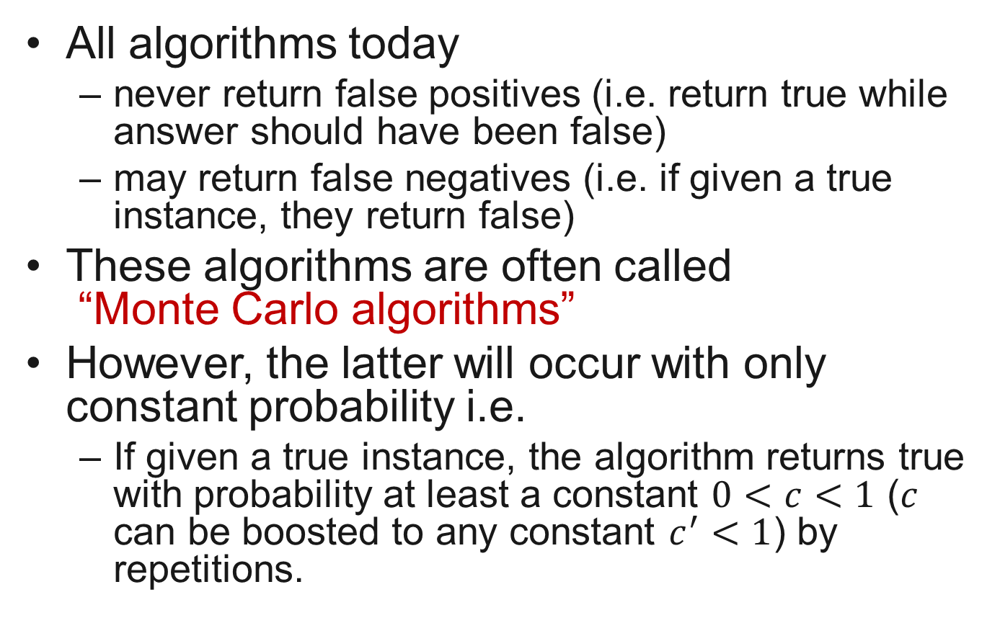 • All algorithms today
– never return false positives (i.e. return true while
answer should have been false)
– may return false negatives (i.e. if given a true
instance, they return false)
• These algorithms are often called
“Monte Carlo algorithms”
• However, the latter will occur with only
constant probability i.e.
– If given a true instance, the algorithm returns true
with probability at least a constant 0 < 𝑐 < 1 (𝑐
can be boosted to any constant 𝑐′ < 1) by
repetitions.